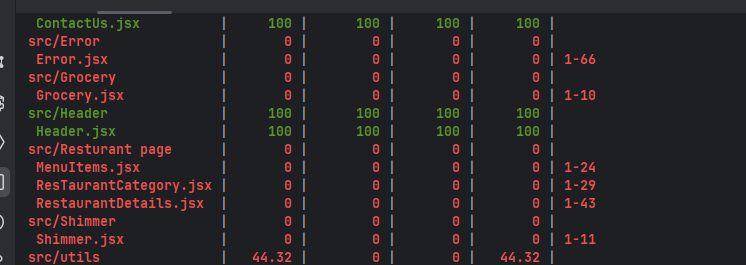 ContactUs.jsx | 100 | 100 | 100 | 100 |
src/Error | 0 | 0 | 0 | 0 |
Error.jsx | 0 | 0 | 0 | 0 | 1-66
src/Grocery | 0 | 0 | 0 | 0 |
Grocery.jsx | 0 | 0 | 0 | 0 | 1-10
src/Header | 100 | 100 | 100 | 100 |
Header.jsx | 100 | 100 | 100 | 100 |
src/Resturant page | 0 | 0 | 0 | 0 |
MenuItems.jsx | 0 | 0 | 0 | 0 | 1-24
ResTaurantCategory.jsx | 0 | 0 | 0 | 0 | 1-29
RestaurantDetails.jsx | 0 | 0 | 0 | 0 | 1-43
src/Shimmer | 0 | 0 | 0 | 0 |
Shimmer.jsx | 0 | 0 | 0 | 0 | 1-11
src/utils | 44.32 | 0 | 0 | 44.32 |